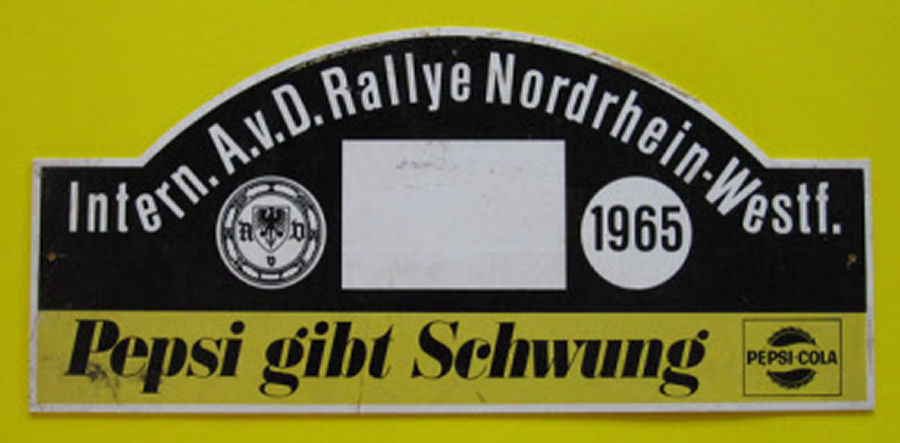 Intern. A.v.D. Rallye Nordrhein-Westf.
A V D
1965
Pepsi gibt Schwung
PEPSI-COLA